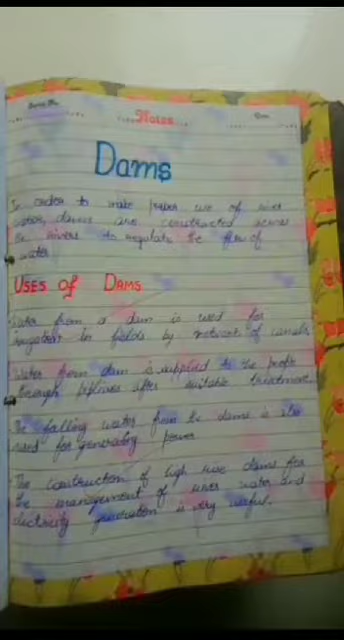 Notes
Dams
In order to make proper use of river
water, dams are constructed across
the rivers to regulate the flow of
water
USES of DAMS
Water from a dam is used for
irrigation in fields by network of canals
Water from dam is supplied to the
through pipelines after suitable treatment
The falling water from the dams is also
used for generating power
The construction of high rise dams for
the management of river water and
electricity generation is very useful.